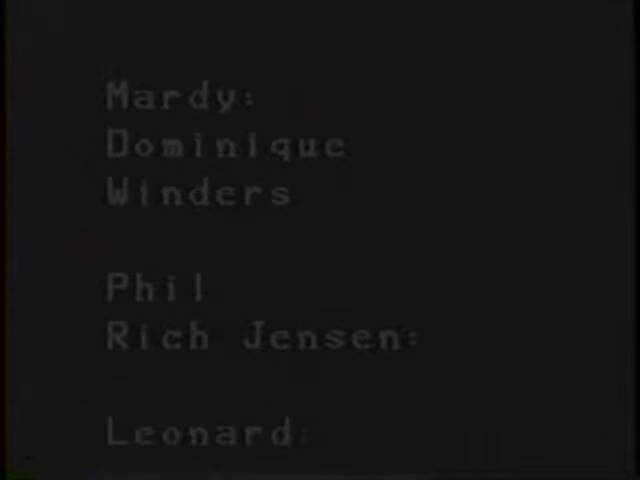 Mardy:
Dominique
Winders
Phil
Rich Jensen:
Leonard: